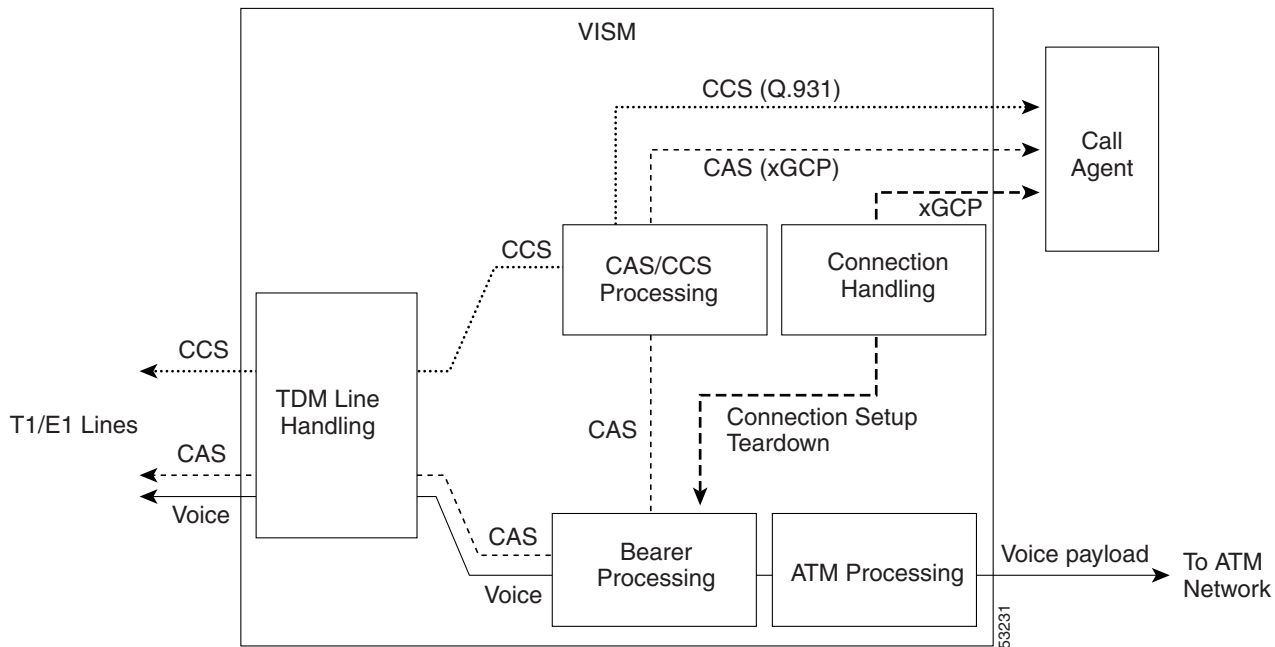 VISM
CCS (Q.931)
Call
Agent
CAS (xGCP)
xGCP
CCS
CAS/CCS
Processing
Connection
Handling
CCS
TDM Line
Handling
T1/E1 Lines
CAS
Connection Setup
Teardown
CAS
Voice
CAS
Bearer
Processing
ATM Processing
Voice
Voice payload
To ATM
Network
53231